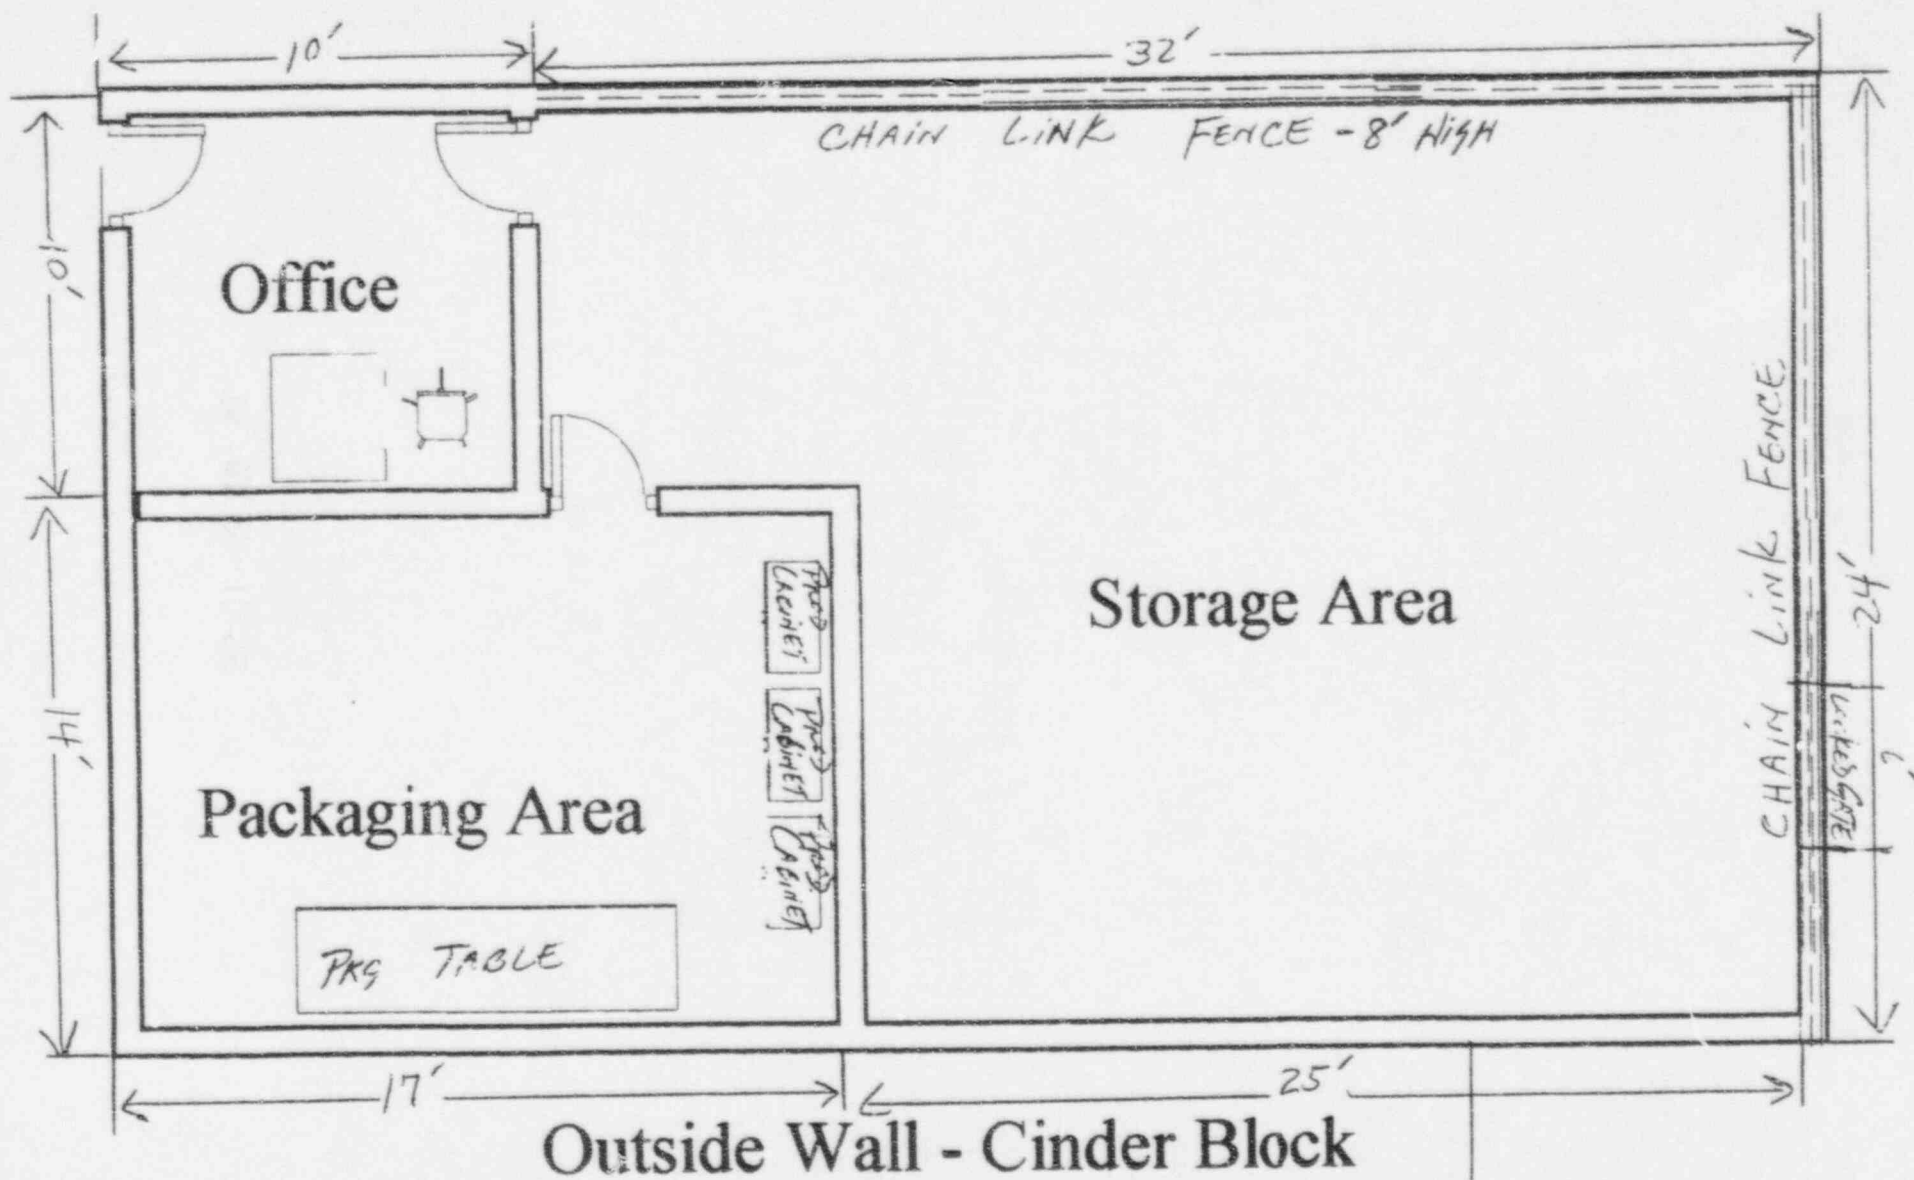 10'
32'
CHAIN LINK FENCE - 8' HIGH
10'
Office
CHAIN LINK FENCE
24'
Storage Area
CABINET
CABINET
CABINET
14'
Packaging Area
GATE
PKG TABLE
17'
25'
Outside Wall - Cinder Block